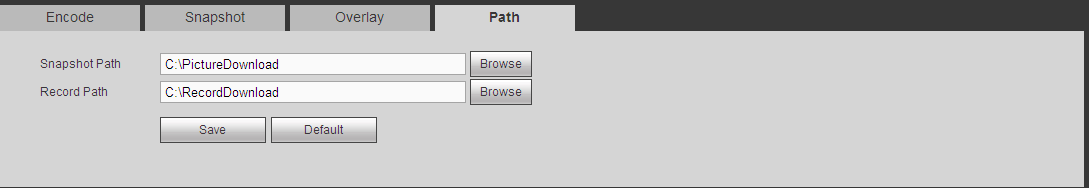 Encode Snapshot Overlay Path
Snapshot Path C:\PictureDownload Browse
Record Path C:\RecordDownload Browse
Save Default